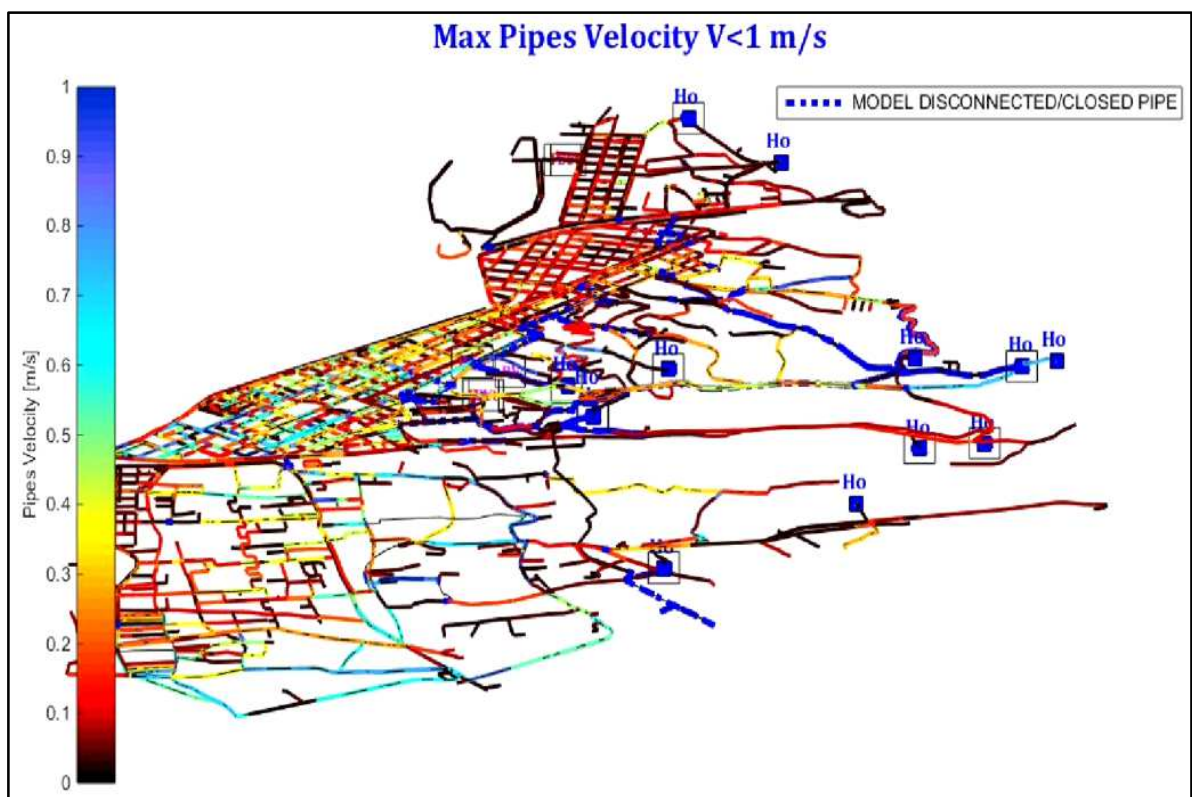 Max Pipes Velocity V<1 m/s
MODEL DISCONNECTED/CLOSED PIPE
Pipes Velocity [m/s]
1
0.9
0.8
0.7
0.6
0.5
0.4
0.3
0.2
0.1
0
Ho
Ho
Ho
Ho
Ho
Ho
Ho
Ho
Ho
Ho
Ho
Ho